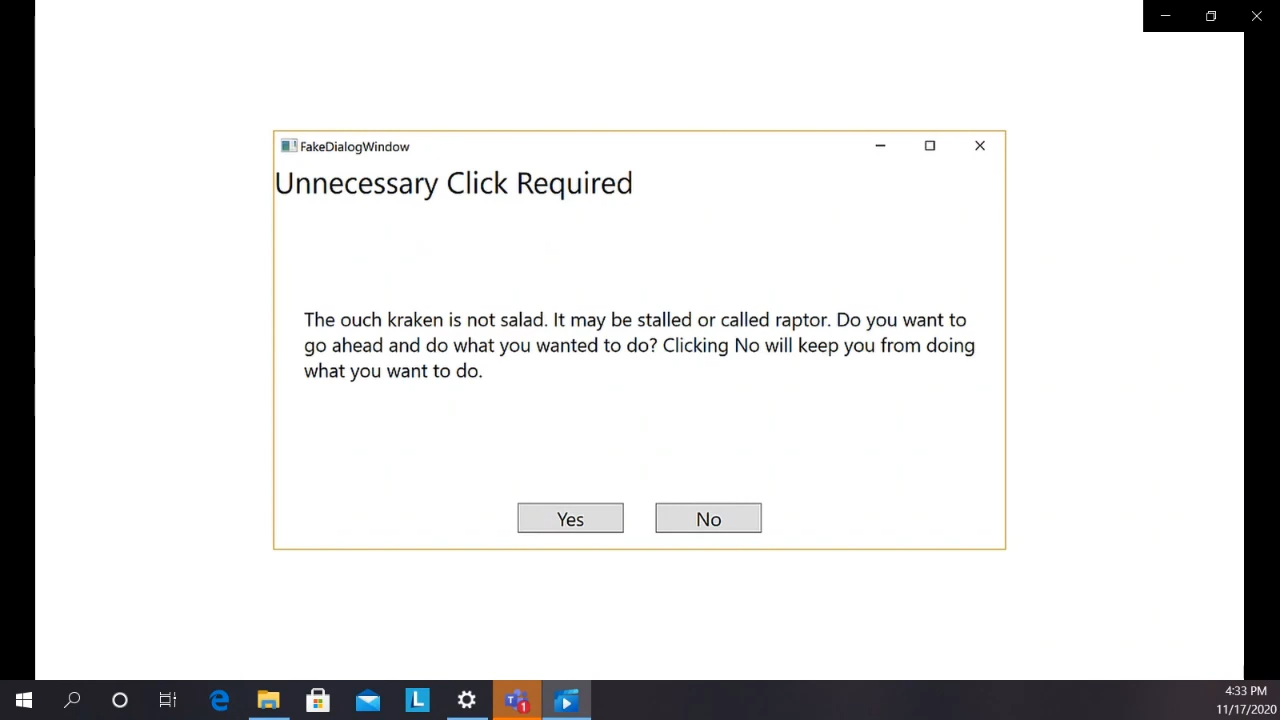 FakeDialogWindow
Unnecessary Click Required
The ouch kraken is not salad. It may be stalled or called raptor. Do you want to
go ahead and do what you wanted to do? Clicking No will keep you from doing
what you want to do.
Yes No
L
T
1
4:33 PM
11/17/2020